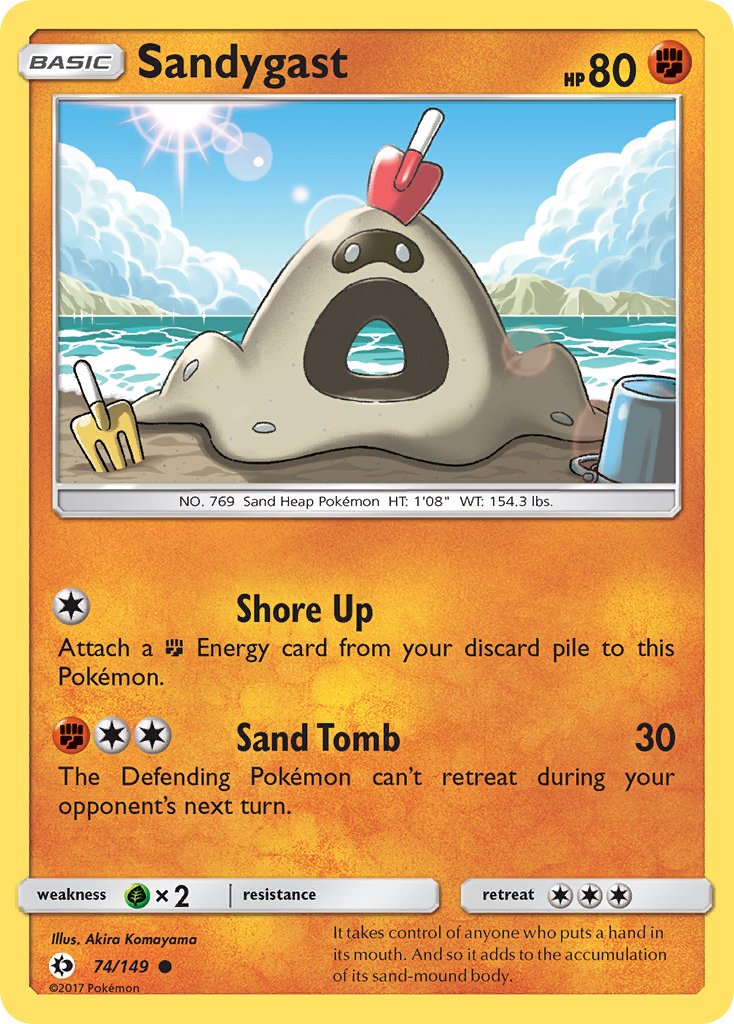 BASIC Sandygast HP 80
NO. 769 Sand Heap Pokémon HT: 1'08" WT: 154.3 lbs.
Shore Up
Attach a Energy card from your discard pile to this
Pokémon.
Sand Tomb 30
The Defending Pokémon can't retreat during your
opponent's next turn.
weakness × 2 resistance retreat
Illus. Akira Komayama
74/149
©2017 Pokémon
It takes control of anyone who puts a hand in
its mouth. And so it adds to the accumulation
of its sand-mound body.